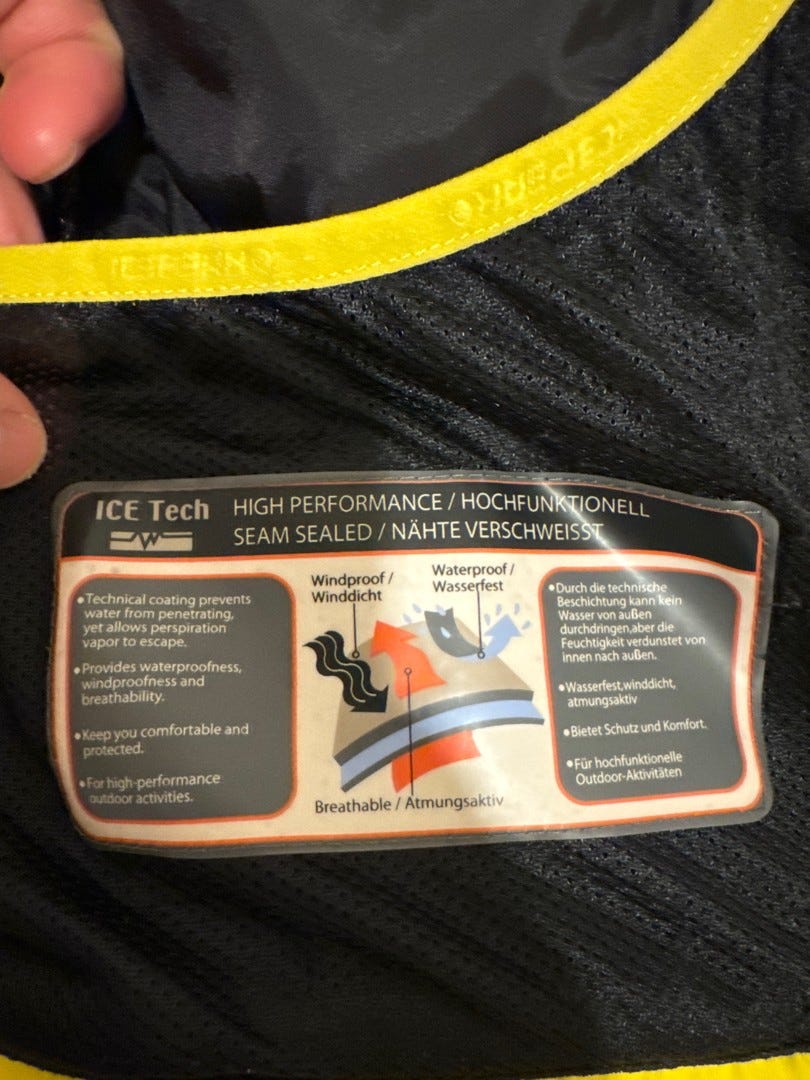 ICE Tech
HIGH PERFORMANCE / HOCHFUNKTIONELL
SEAM SEALED / NÄHTE VERSCHWEISST
•Technical coating prevents
water from penetrating,
yet allows perspiration
vapor to escape.
•Provides waterproofness,
windproofness and
breathability.
•Keep you comfortable and
protected.
•For high-performance
outdoor activities.
Windproof /
Winddicht
Waterproof /
Wasserfest
Breathable / Atmungsaktiv
•Durch die technische
Beschichtung kann kein
Wasser von außen
durchdringen,aber die
Feuchtigkeit verdunstet von
innen nach außen.
•Wasserfest,winddicht,
atmungsaktiv
•Bietet Schutz und Komfort.
•Für hochfunktionelle
Outdoor-Aktivitäten